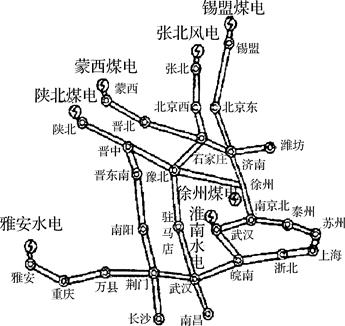 锡盟煤电
张北风电
锡盟
蒙西煤电
张北
蒙西
陕北煤电
北京西
北京东
陕北
晋北
石家庄
潍坊
晋中
济南
晋东南
豫北
徐州
徐州煤电
南京北
泰州
淮南水电
武汉
苏州
雅安水电
南阳
驻马店
上海
皖南
浙北
雅安
重庆
万县
荆门
武汉
长沙
南昌